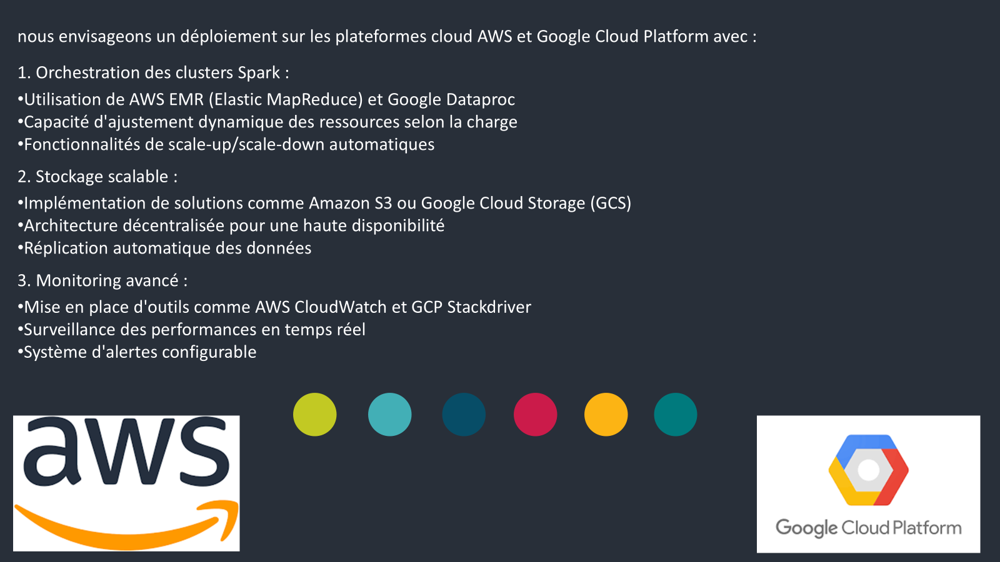 nous envisageons un déploiement sur les plateformes cloud AWS et Google Cloud Platform avec :
1. Orchestration des clusters Spark :
•Utilisation de AWS EMR (Elastic MapReduce) et Google Dataproc
•Capacité d'ajustement dynamique des ressources selon la charge
•Fonctionnalités de scale-up/scale-down automatiques
2. Stockage scalable :
•Implémentation de solutions comme Amazon S3 ou Google Cloud Storage (GCS)
•Architecture décentralisée pour une haute disponibilité
•Réplication automatique des données
3. Monitoring avancé :
•Mise en place d'outils comme AWS CloudWatch et GCP Stackdriver
•Surveillance des performances en temps réel
•Système d'alertes configurable
aws
Google Cloud Platform